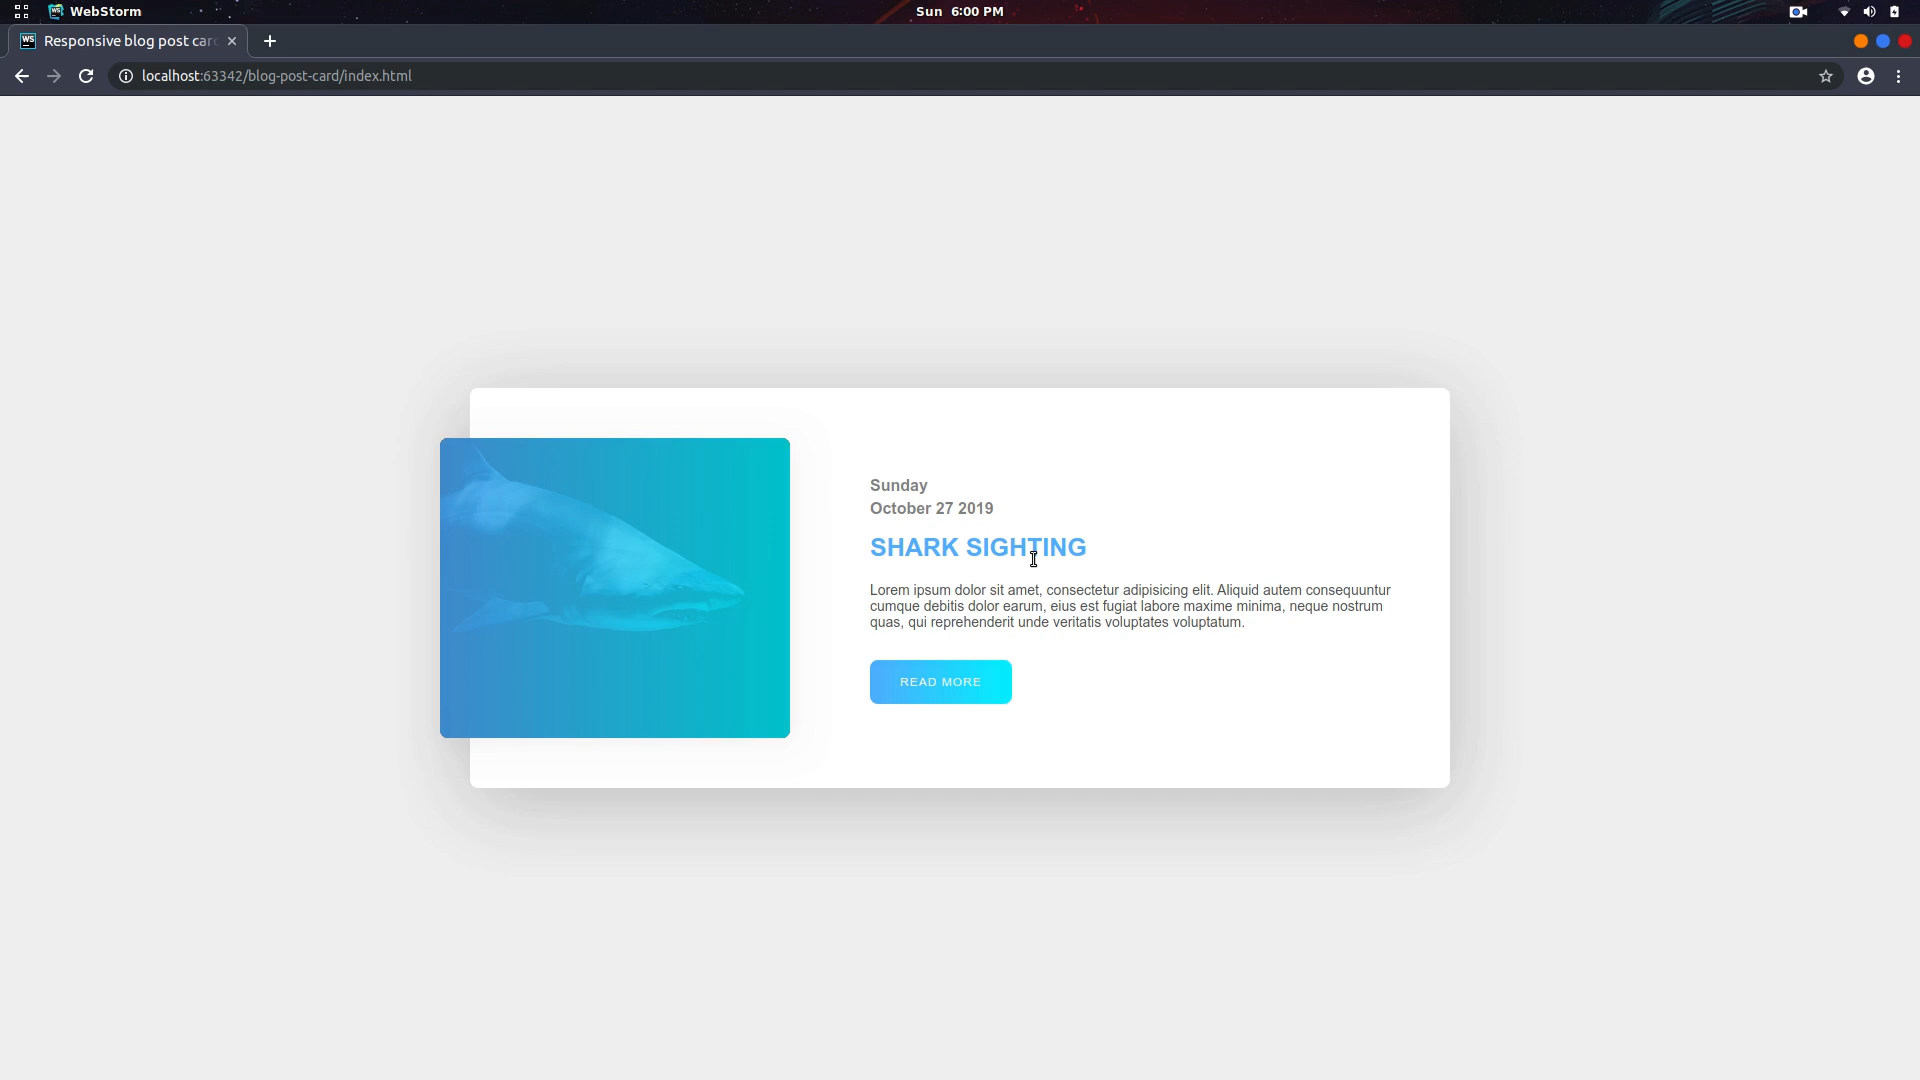 WebStorm
Sun 6:00 PM
WS
Responsive blog post car
localhost:63342/blog-post-card/index.html
Sunday
October 27 2019
SHARK SIGHTING
Lorem ipsum dolor sit amet, consectetur adipisicing elit. Aliquid autem consequuntur
cumque debitis dolor earum, eius est fugiat labore maxime minima, neque nostrum
quas, qui reprehenderit unde veritatis voluptates voluptatum.
READ MORE